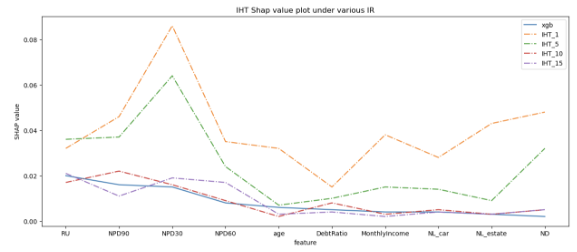 IHT Shap value plot under various IR
xgb
IHT_1
IHT_5
IHT_10
IHT_15
0.08
0.06
0.04
0.02
0.00
SHAP value
RU NPD90 NPD30 NPD60 age DebtRatio MonthlyIncome NL_car NL_estate ND
feature